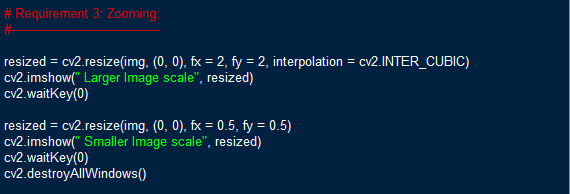 # Requirement 3: Zooming:
#-------------------------------------
resized = cv2.resize(img, (0, 0), fx = 2, fy = 2, interpolation = cv2.INTER_CUBIC)
cv2.imshow(" Larger Image scale", resized)
cv2.waitKey(0)
resized = cv2.resize(img, (0, 0), fx = 0.5, fy = 0.5)
cv2.imshow(" Smaller Image scale", resized)
cv2.waitKey(0)
cv2.destroyAllWindows()